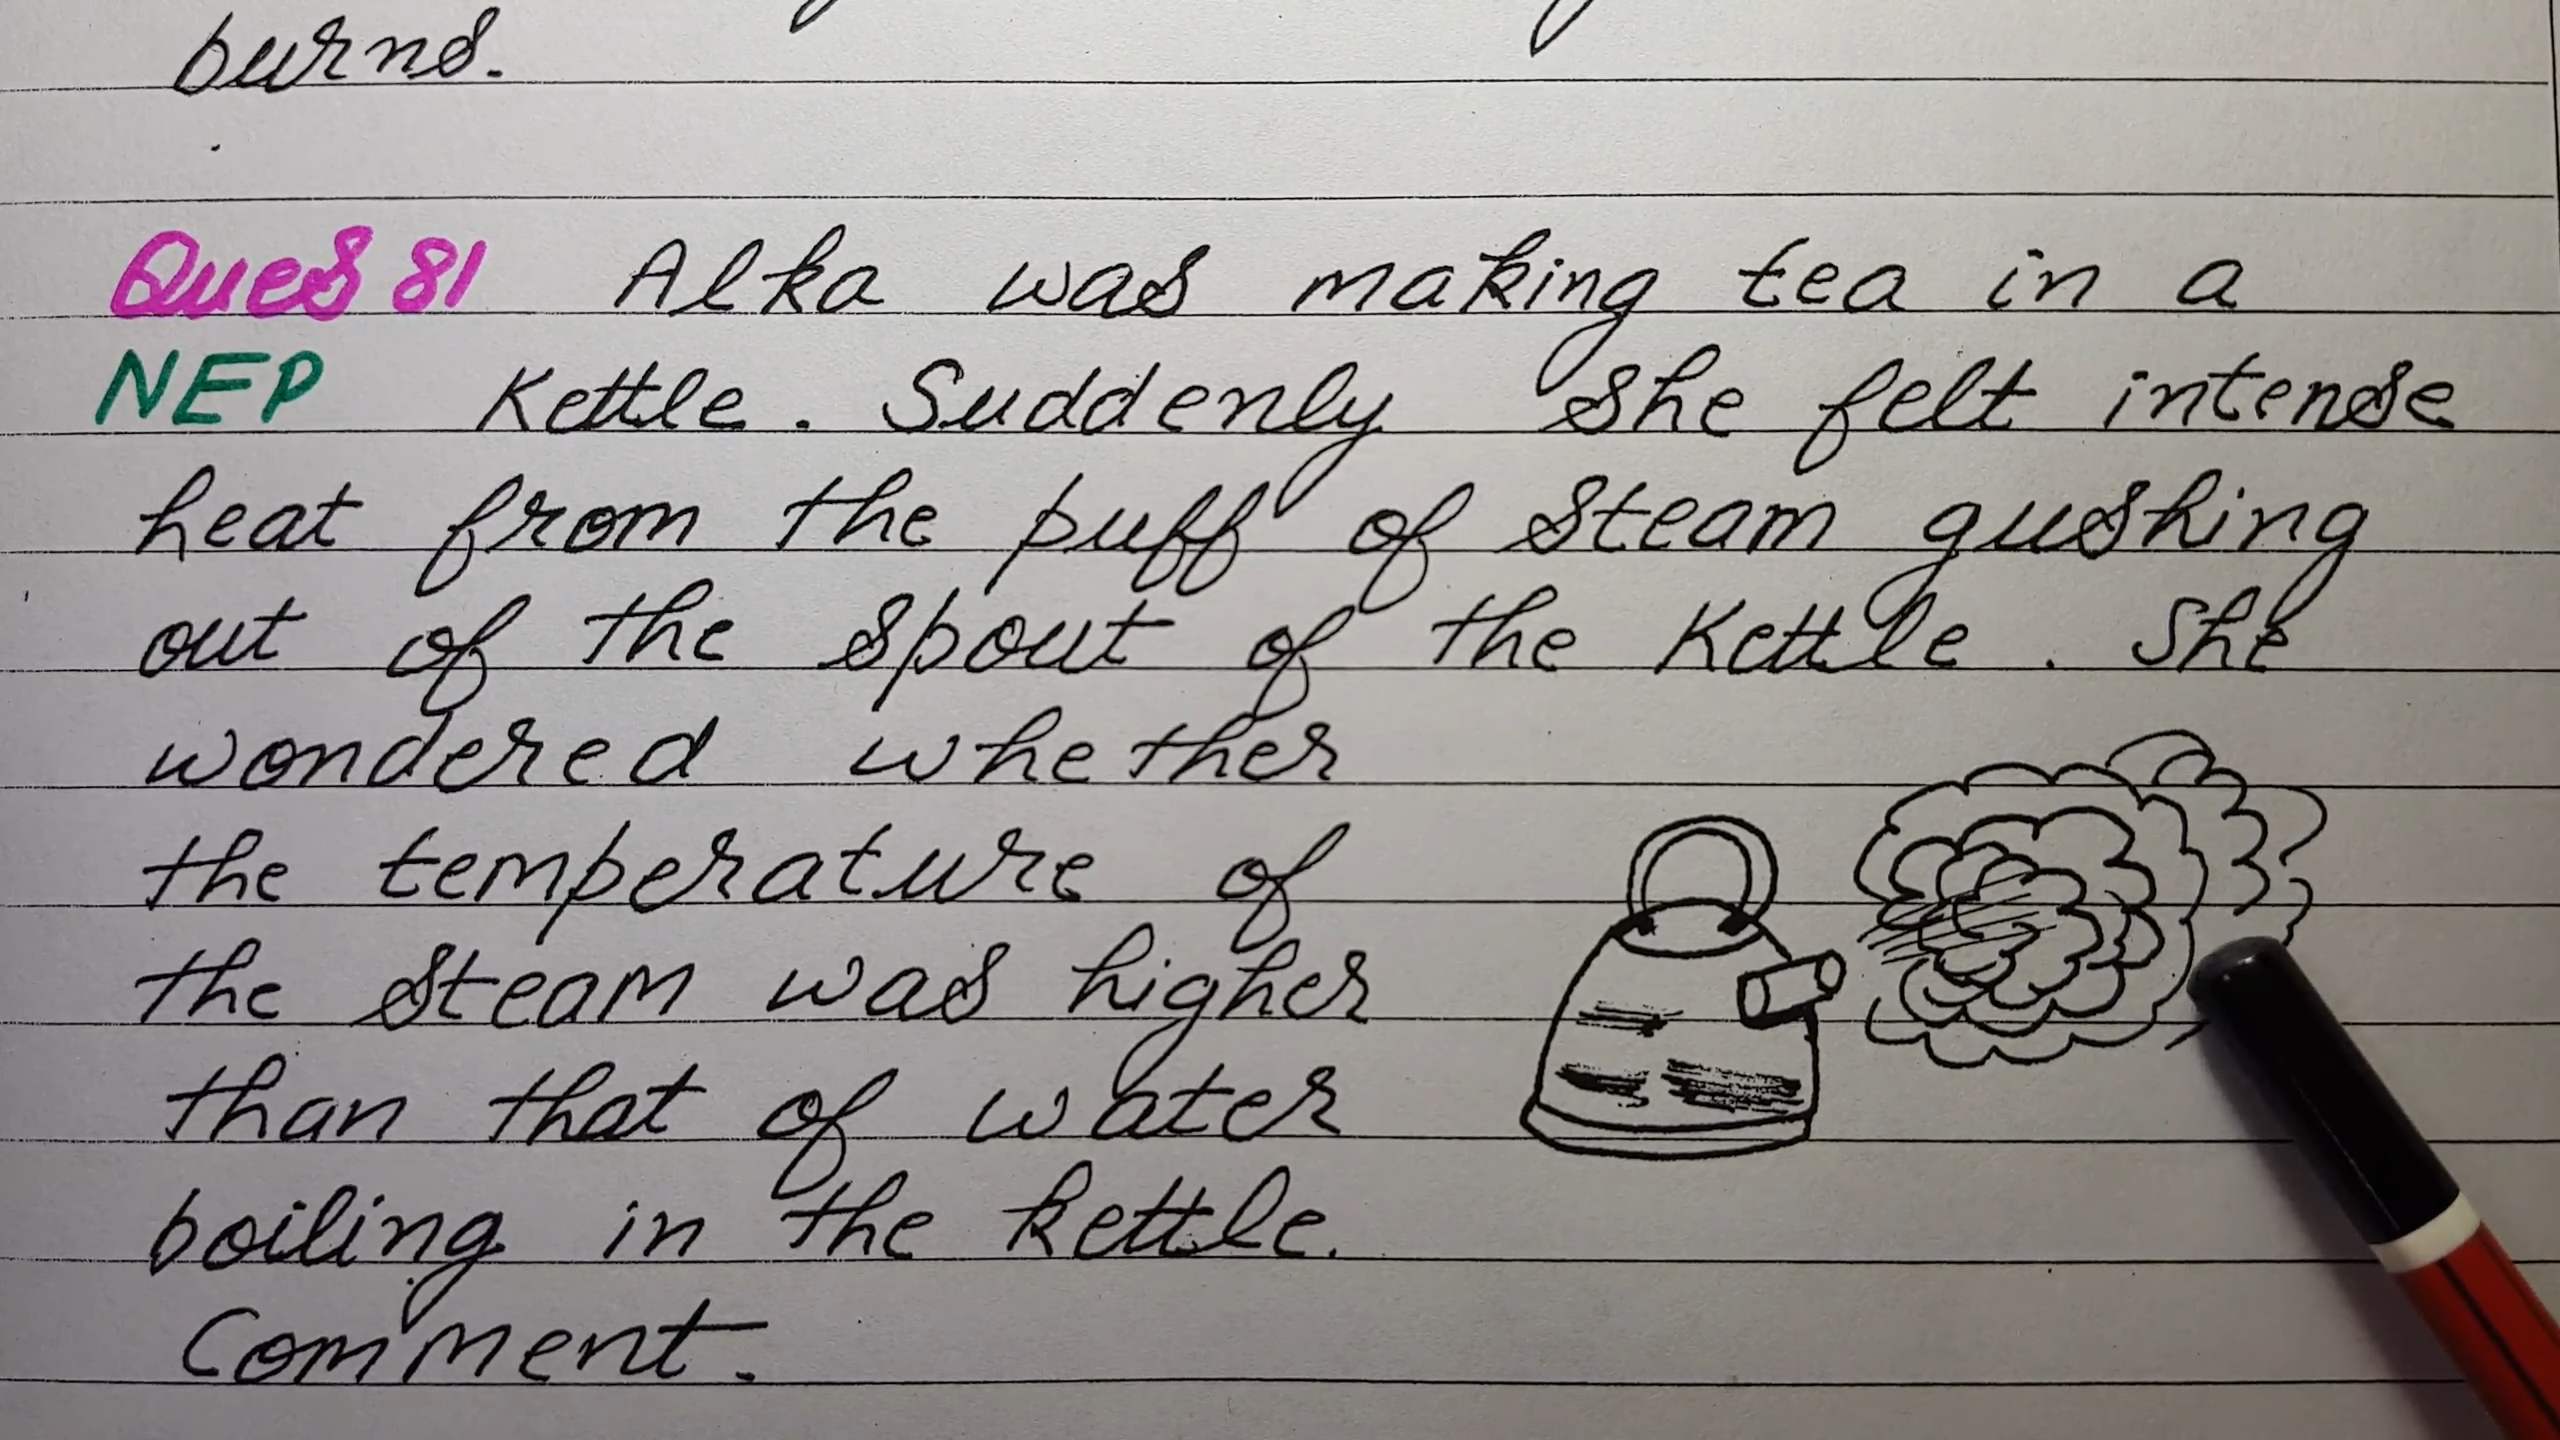 burns.
Ques 81 Alka was making tea in a
NEP Kettle. Suddenly she felt intense
heat from the puff of steam gushing
out of the spout of the Kettle. She
wondered whether
the temperature of
the steam was higher
than that of water
boiling in the kettle.
Comment.